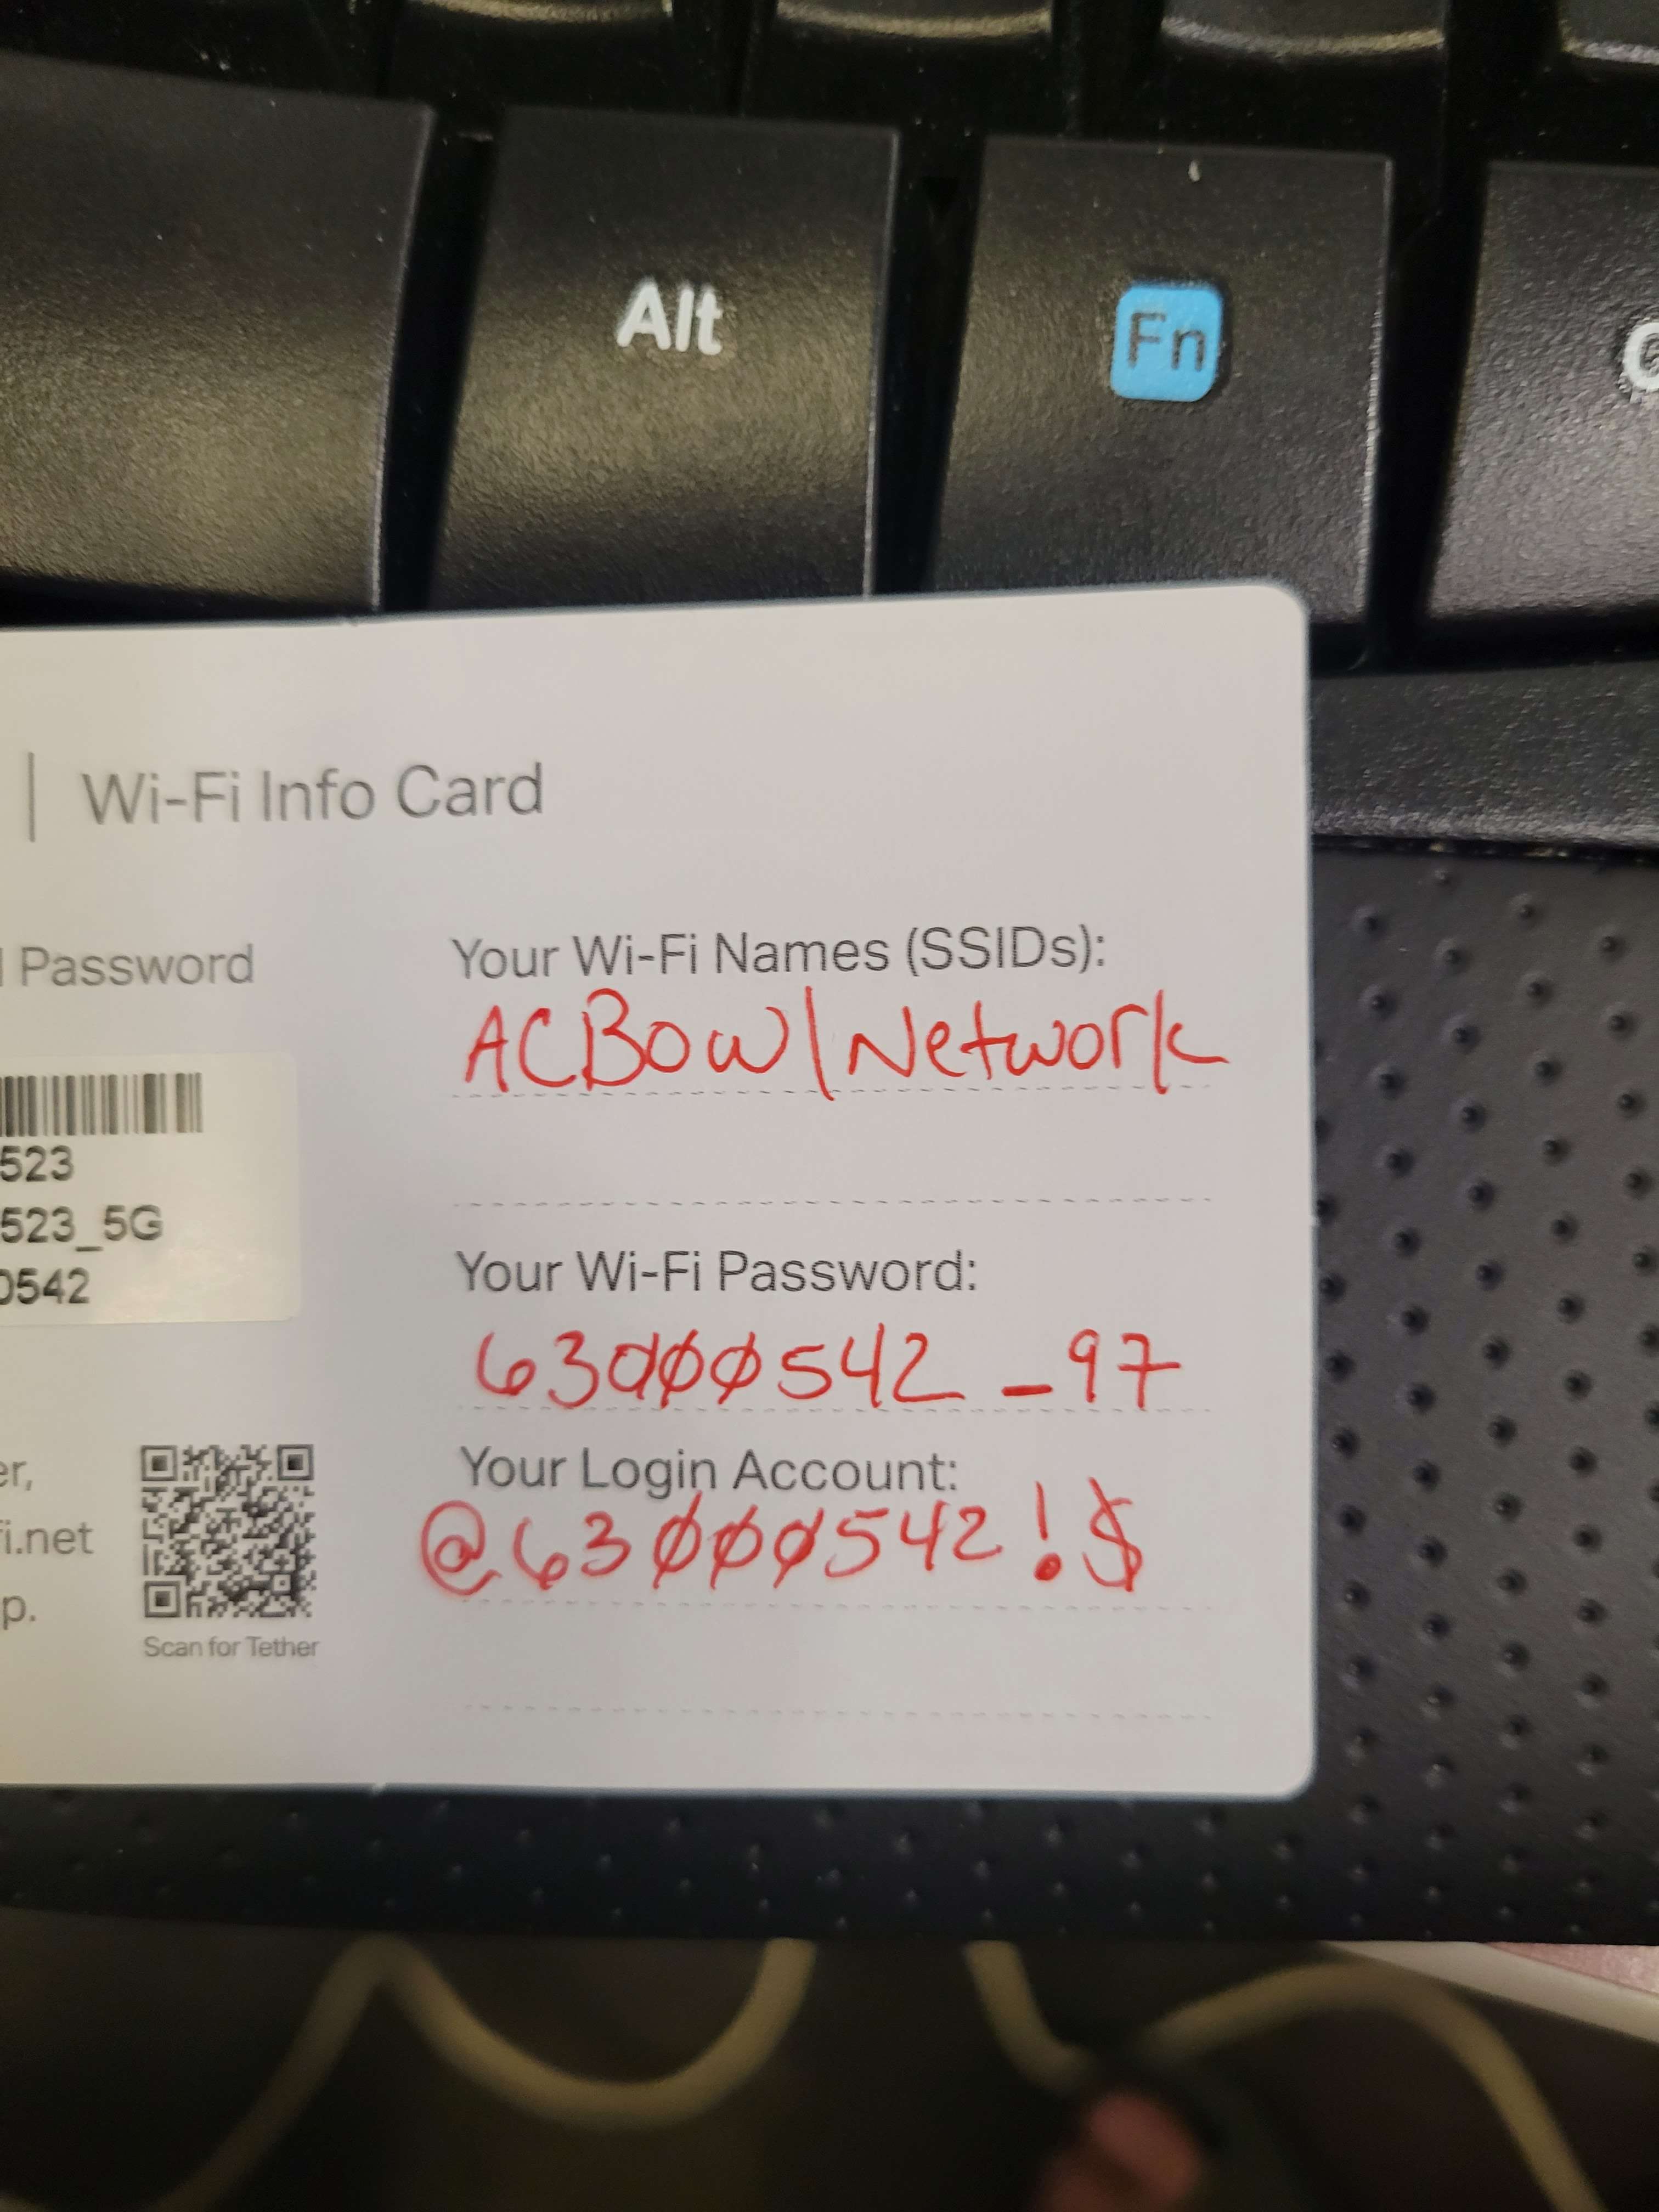 Alt
Fn
Wi-Fi Info Card
Password
Your Wi-Fi Names (SSIDs):
ACBowlNetwork
523
523_5G
0542
Your Wi-Fi Password:
63000542_97
Your Login Account:
@63000542!$
er,
i.net
p.
Scan for Tether